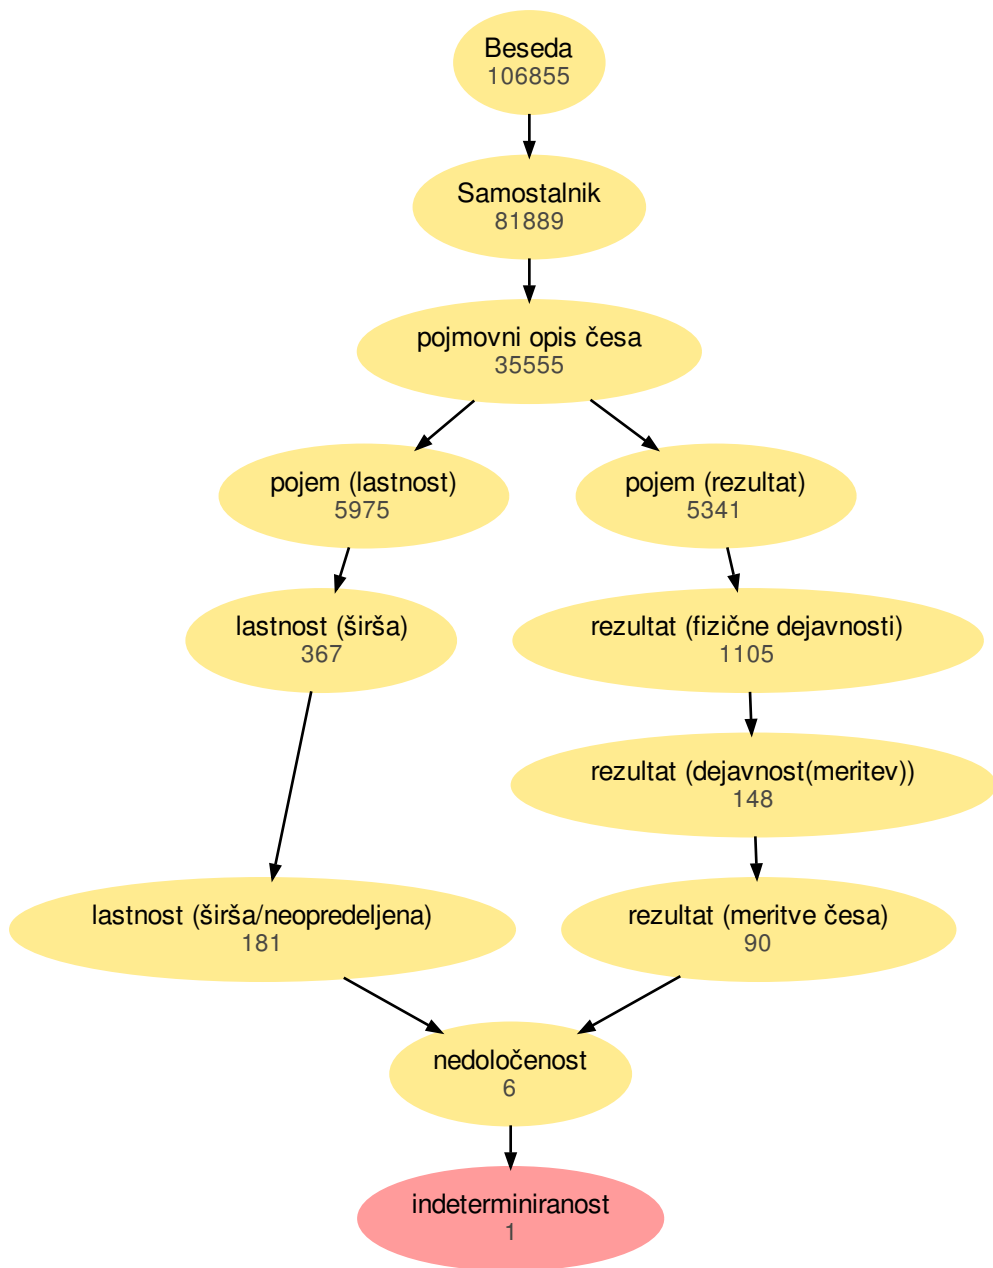 Beseda
106855
Samostalnik
81889
pojmovni opis česa
35555
pojem (lastnost)
5975
pojem (rezultat)
5341
lastnost (širša)
367
rezultat (fizične dejavnosti)
1105
rezultat (dejavnost(meritev))
148
lastnost (širša/neopredeljena)
181
rezultat (meritve česa)
90
nedoločenost
6
indeterminiranost
1